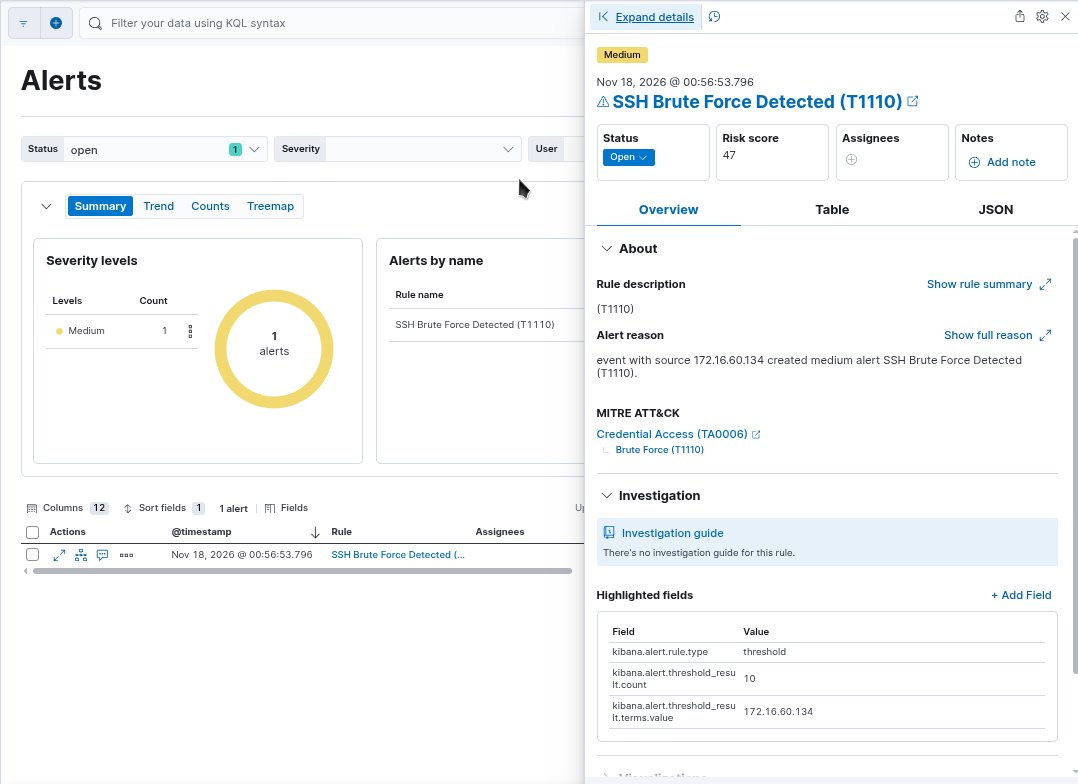 Filter your data using KQL syntax
Alerts
Status open 1
Severity
User
Summary Trend Counts Treemap
Severity levels
Levels Count
Medium 1
1
alerts
Alerts by name
Rule name
SSH Brute Force Detected (T1110)
Columns 12 Sort fields 1 1 alert Fields
Actions @timestamp Rule Assignees
Nov 18, 2026 @ 00:56:53.796 SSH Brute Force Detected (...
Expand details
Medium
Nov 18, 2026 @ 00:56:53.796
SSH Brute Force Detected (T1110)
Status
Open
Risk score
47
Assignees
Notes
Add note
Overview Table JSON
About
Rule description Show rule summary
(T1110)
Alert reason Show full reason
event with source 172.16.60.134 created medium alert SSH Brute Force Detected
(T1110).
MITRE ATT&CK
Credential Access (TA0006)
Brute Force (T1110)
Investigation
Investigation guide
There's no investigation guide for this rule.
Highlighted fields + Add Field
Field Value
kibana.alert.rule.type threshold
kibana.alert.threshold_resu
lt.count 10
kibana.alert.threshold_resu
lt.terms.value 172.16.60.134